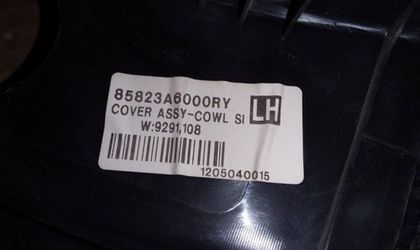 85823A6000RY
COVER ASSY-COWL SI
LH
W:9291,108
1205040015